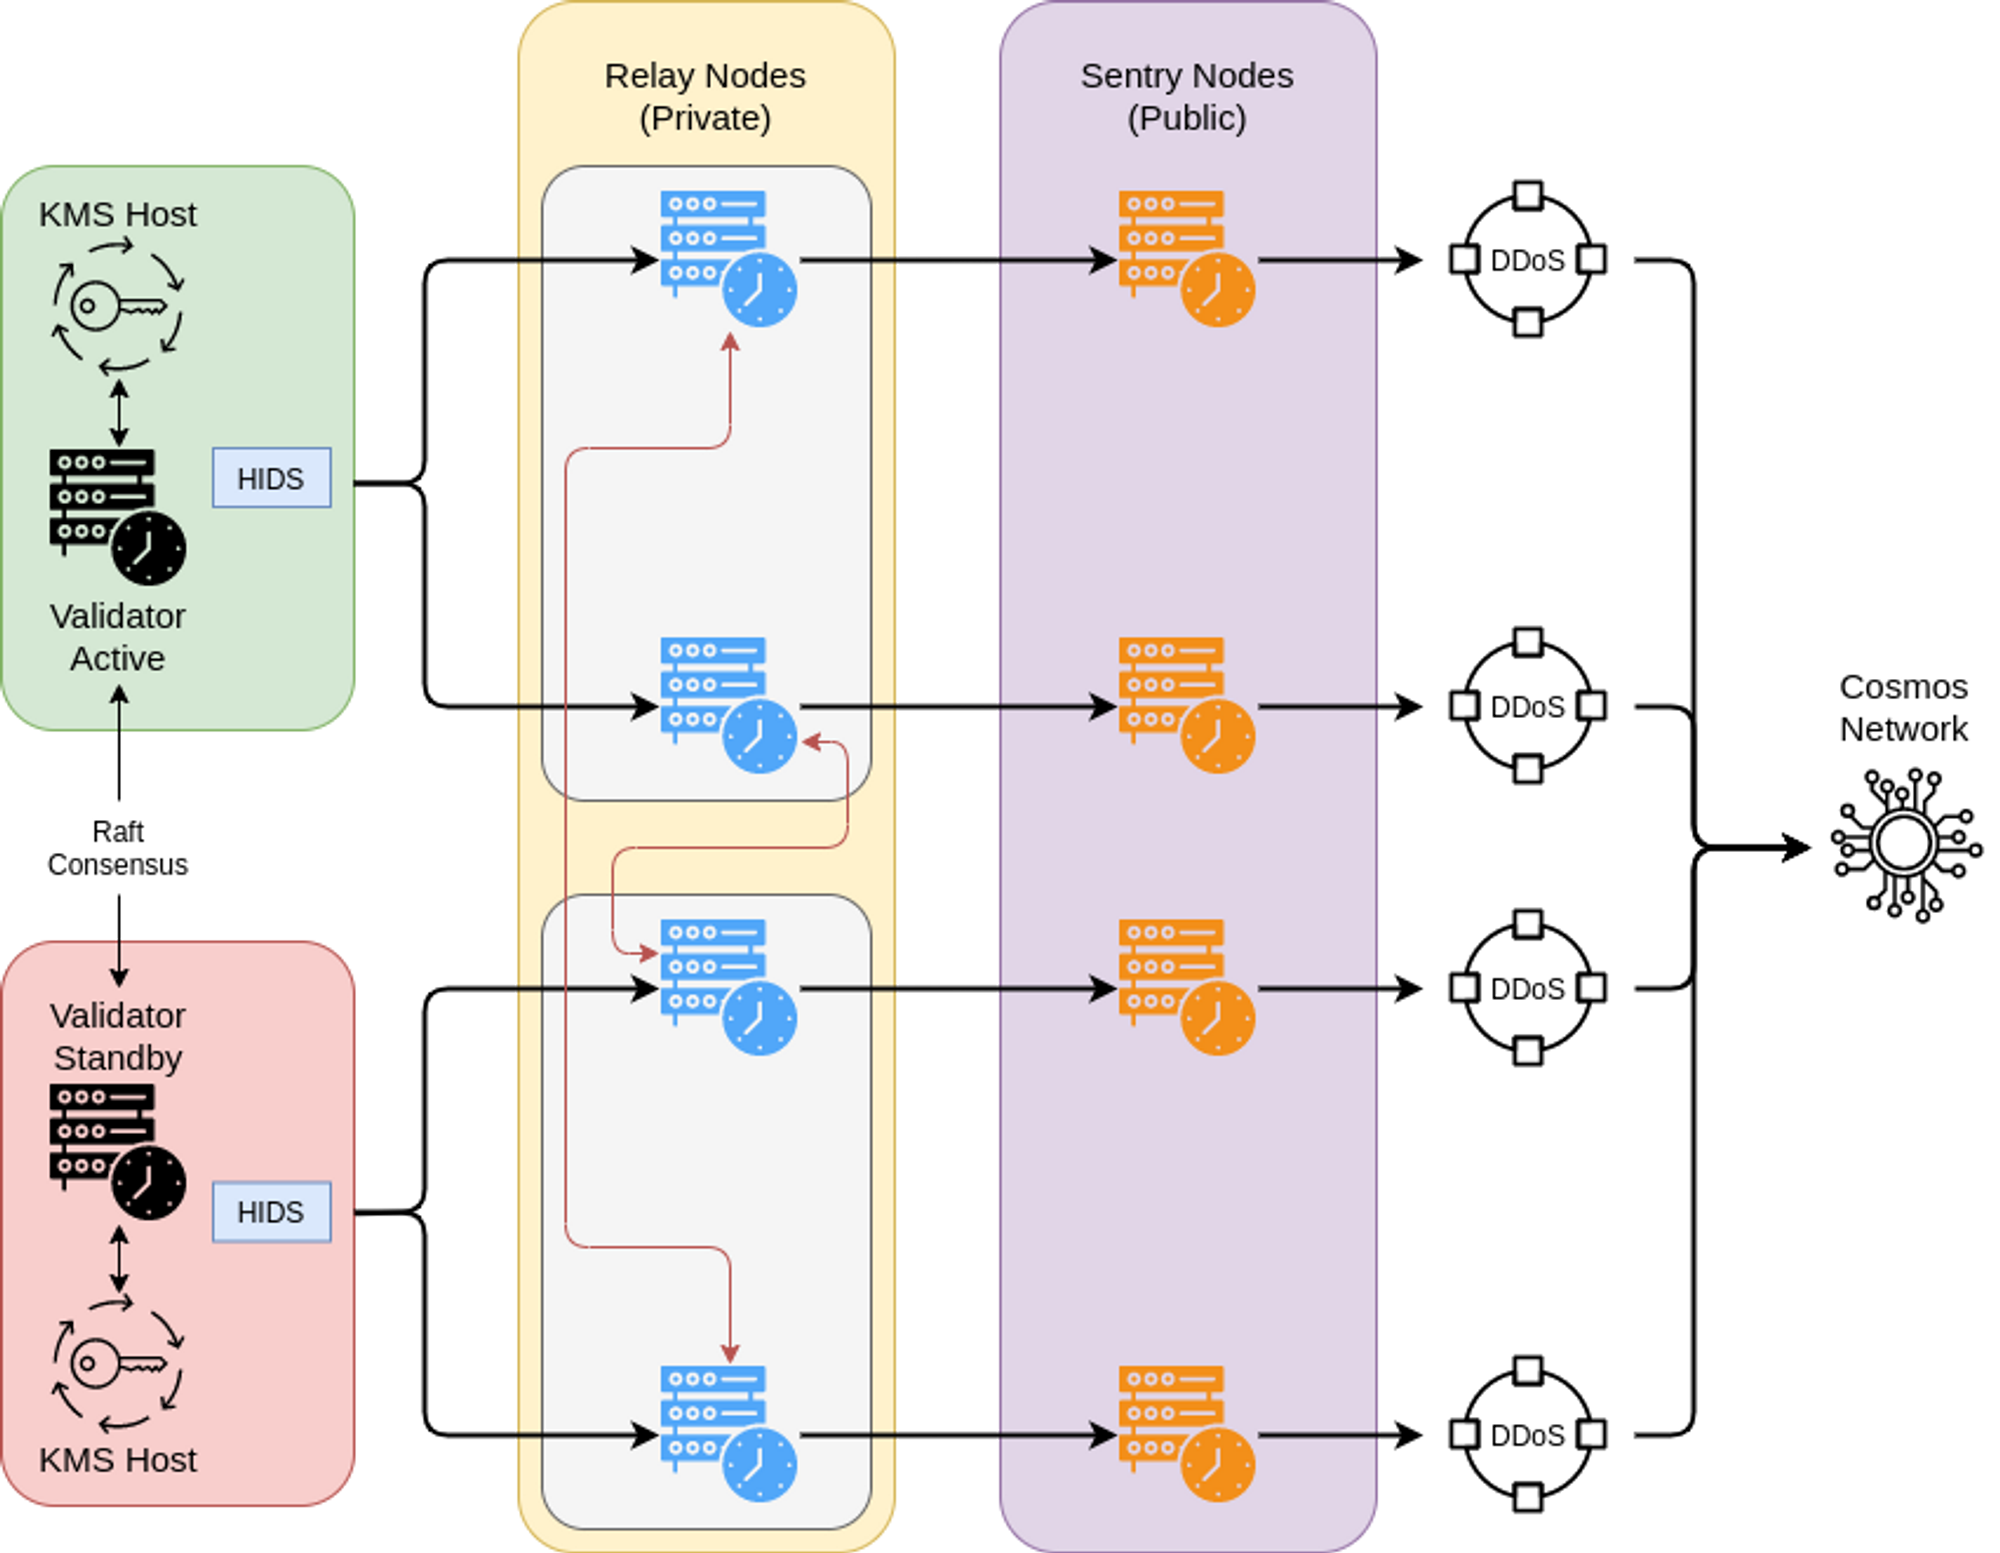 Relay Nodes
(Private)
Sentry Nodes
(Public)
KMS Host
HIDS
Validator
Active
Raft
Consensus
Validator
Standby
HIDS
KMS Host
DDoS
DDoS
DDoS
DDoS
Cosmos
Network